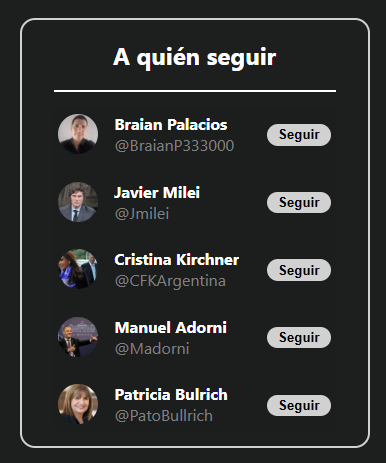 A quién seguir
Braian Palacios
@BraianP333000
Seguir
Javier Milei
@Jmilei
Seguir
Cristina Kirchner
@CFKArgentina
Seguir
Manuel Adorni
@Madorni
Seguir
Patricia Bulrich
@PatoBullrich
Seguir